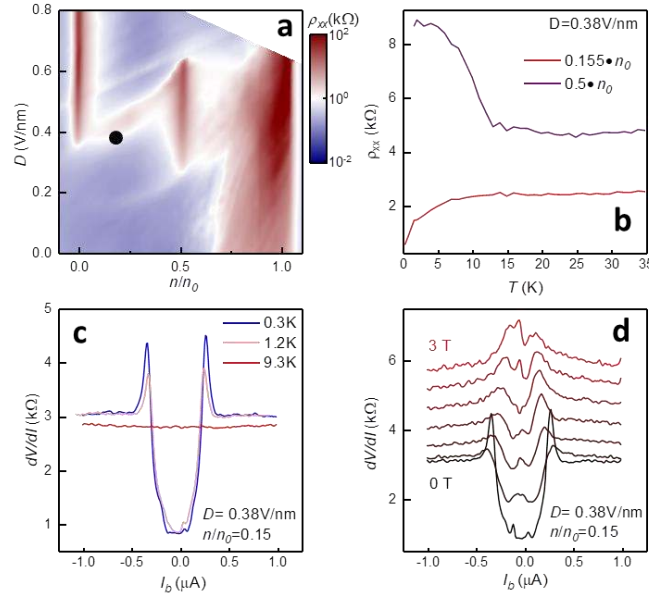 a
ρxx(kΩ)
10^2
10^0
10^-2
0.8
0.6
0.4
0.2
0.0
D (V/nm)
0.0 0.5 1.0
n/n0
b
D=0.38V/nm
0.155•n0
0.5•n0
8
6
4
2
ρxx (kΩ)
0 5 10 15 20 25 30 35
T (K)
c
0.3K
1.2K
9.3K
5
4
3
2
1
dV/dI (kΩ)
D= 0.38V/nm
n/n0=0.15
-1.0 -0.5 0.0 0.5 1.0
Ib (μA)
d
3 T
0 T
6
4
2
dV/dI (kΩ)
D= 0.38V/nm
n/n0=0.15
-1.0 -0.5 0.0 0.5 1.0
Ib (μA)